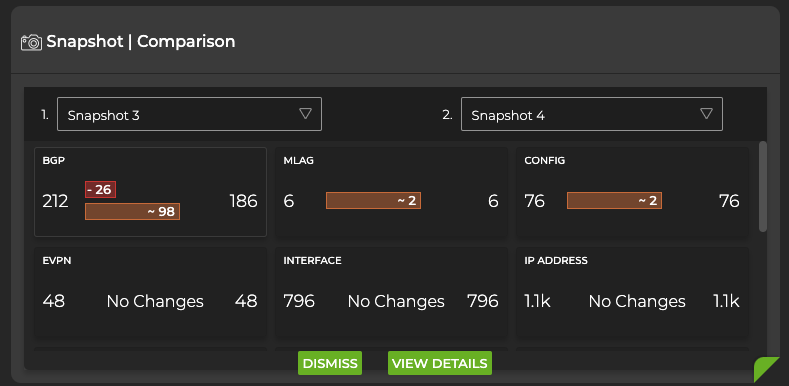 Snapshot | Comparison
1. Snapshot 3 2. Snapshot 4
BGP MLAG CONFIG
- 26
212 186 6 ~ 2 6 76 ~ 2 76
~ 98
EVPN INTERFACE IP ADDRESS
48 No Changes 48 796 No Changes 796 1.1k No Changes 1.1k
DISMISS VIEW DETAILS